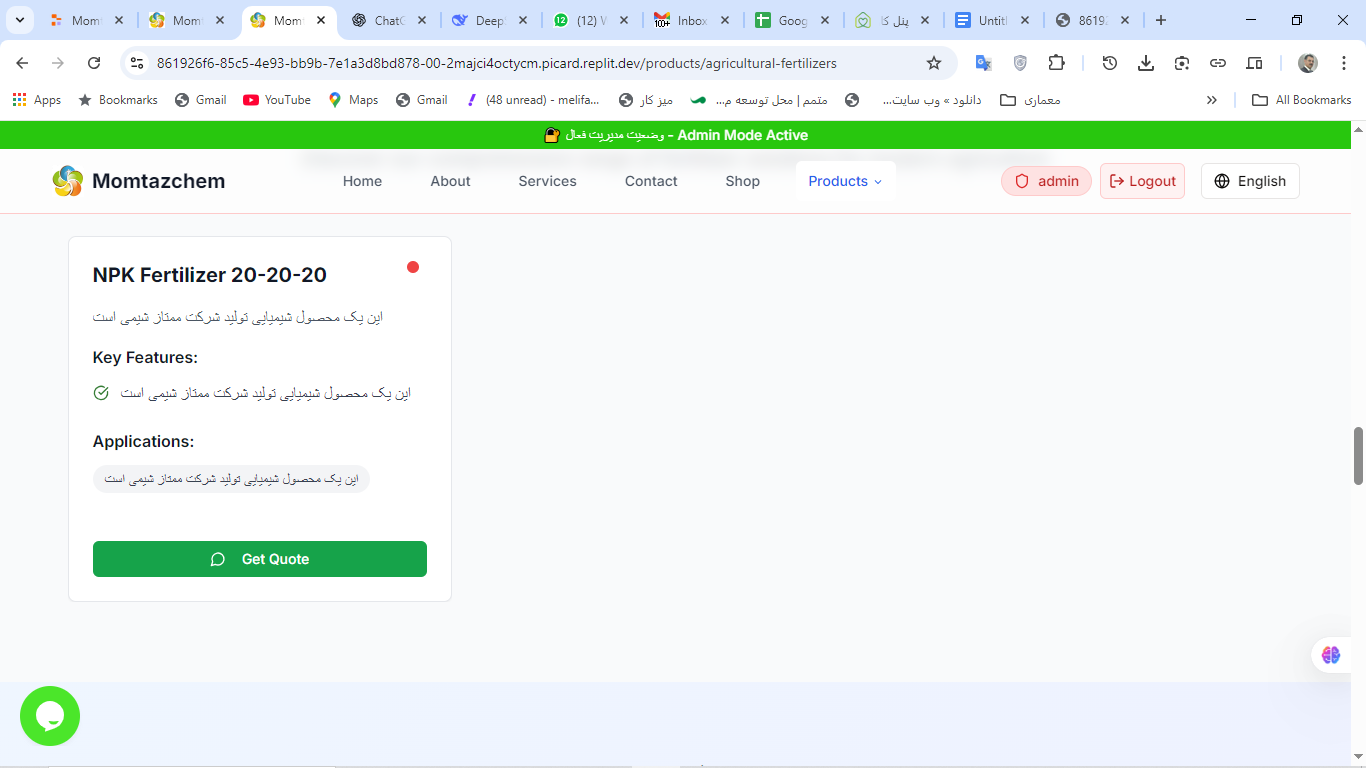 Mom
Mom
Mom
ChatG
Deep
(12) W
Inbox
Goog
پنل کا
Untitl
8619
861926f6-85c5-4e93-bb9b-7e1a3d8bd878-00-2majci4octycm.picard.replit.dev/products/agricultural-fertilizers
Apps
Bookmarks
Gmail
YouTube
Maps
Gmail
(48 unread) - melifa...
میز کار
متمم | محل توسعه م...
دانلود » وب سایت...
معماری
»
All Bookmarks
وضعیت مدیریت فعال - Admin Mode Active
Momtazchem
Home
About
Services
Contact
Shop
Products
admin
Logout
English
NPK Fertilizer 20-20-20
این یک محصول شیمیایی تولید شرکت ممتاز شیمی است
Key Features:
این یک محصول شیمیایی تولید شرکت ممتاز شیمی است
Applications:
این یک محصول شیمیایی تولید شرکت ممتاز شیمی است
Get Quote